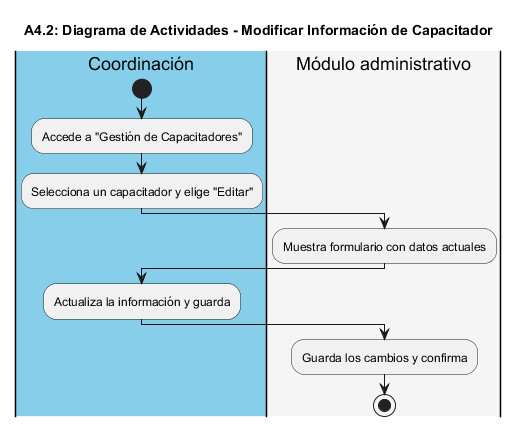 A4.2: Diagrama de Actividades - Modificar Información de Capacitador
Coordinación
Módulo administrativo
Accede a "Gestión de Capacitadores"
Selecciona un capacitador y elige "Editar"
Muestra formulario con datos actuales
Actualiza la información y guarda
Guarda los cambios y confirma